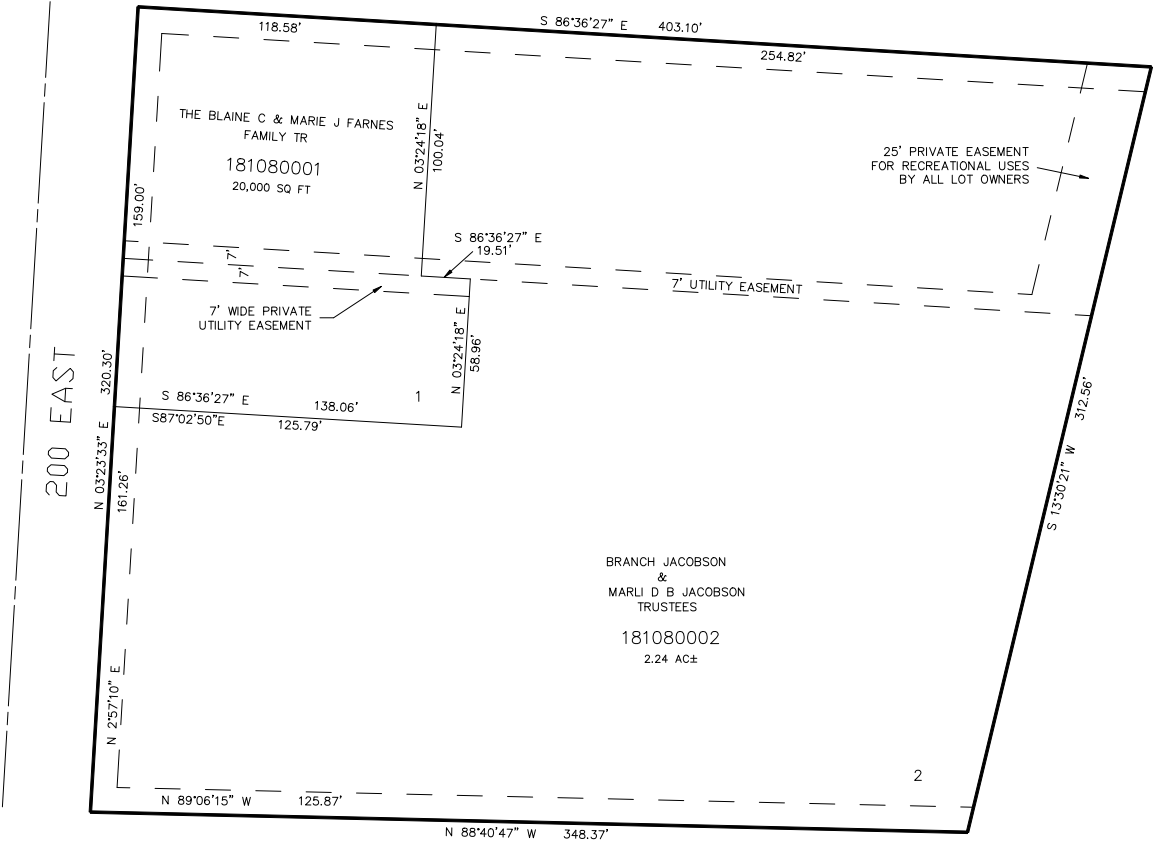 S 86°36'27" E 403.10'
118.58'
254.82'
THE BLAINE C & MARIE J FARNES
FAMILY TR
181080001
20,000 SQ FT
N 03°24'18" E
100.04'
25' PRIVATE EASEMENT
FOR RECREATIONAL USES
BY ALL LOT OWNERS
159.00'
S 86°36'27" E
19.51'
7'
7'
7' UTILITY EASEMENT
7' WIDE PRIVATE
UTILITY EASEMENT
N 03°24'18" E
58.96'
200 EAST
N 03°23'33" E 320.30'
S 86°36'27" E 138.06'
1
S87°02'50"E 125.79'
161.26'
S 13°30'21" W 312.56'
BRANCH JACOBSON
&
MARLI D B JACOBSON
TRUSTEES
181080002
2.24 AC±
N 2°57'10" E
2
N 89°06'15" W 125.87'
N 88°40'47" W 348.37'